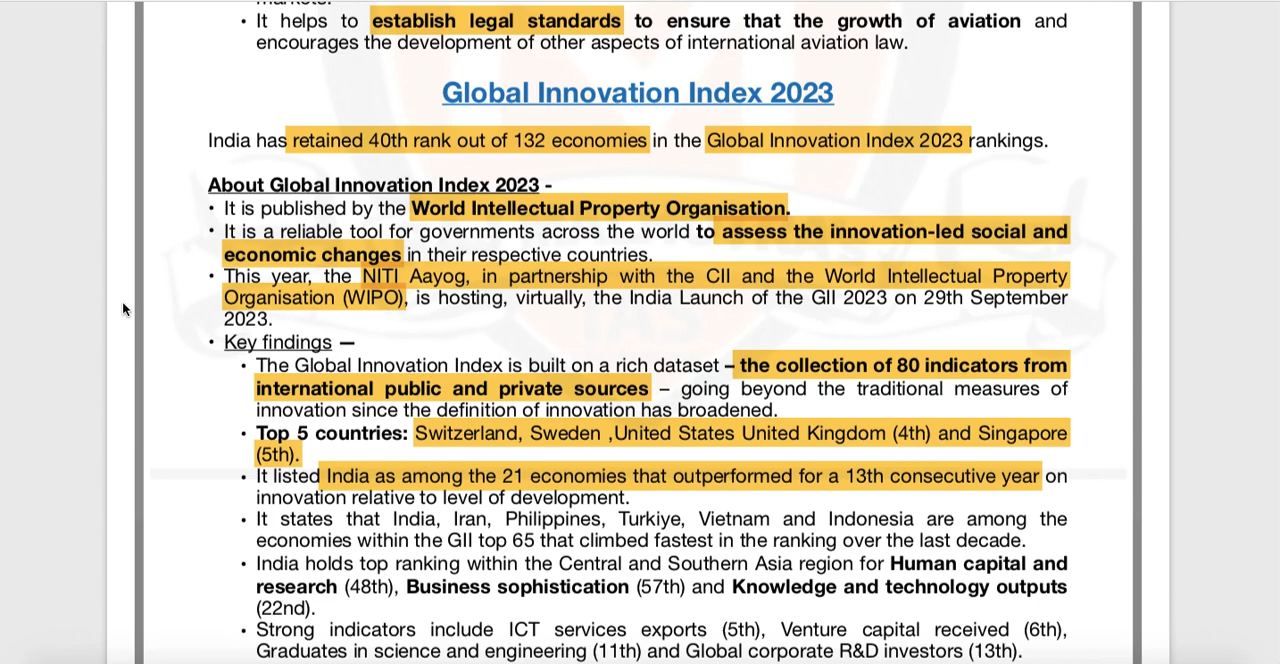 • It helps to establish legal standards to ensure that the growth of aviation and
encourages the development of other aspects of international aviation law.
Global Innovation Index 2023
India has retained 40th rank out of 132 economies in the Global Innovation Index 2023 rankings.
About Global Innovation Index 2023 -
• It is published by the World Intellectual Property Organisation.
• It is a reliable tool for governments across the world to assess the innovation-led social and
economic changes in their respective countries.
• This year, the NITI Aayog, in partnership with the CII and the World Intellectual Property
Organisation (WIPO), is hosting, virtually, the India Launch of the GII 2023 on 29th September
2023.
• Key findings —
• The Global Innovation Index is built on a rich dataset – the collection of 80 indicators from
international public and private sources – going beyond the traditional measures of
innovation since the definition of innovation has broadened.
• Top 5 countries: Switzerland, Sweden ,United States United Kingdom (4th) and Singapore
(5th).
• It listed India as among the 21 economies that outperformed for a 13th consecutive year on
innovation relative to level of development.
• It states that India, Iran, Philippines, Turkiye, Vietnam and Indonesia are among the
economies within the GII top 65 that climbed fastest in the ranking over the last decade.
• India holds top ranking within the Central and Southern Asia region for Human capital and
research (48th), Business sophistication (57th) and Knowledge and technology outputs
(22nd).
• Strong indicators include ICT services exports (5th), Venture capital received (6th),
Graduates in science and engineering (11th) and Global corporate R&D investors (13th).